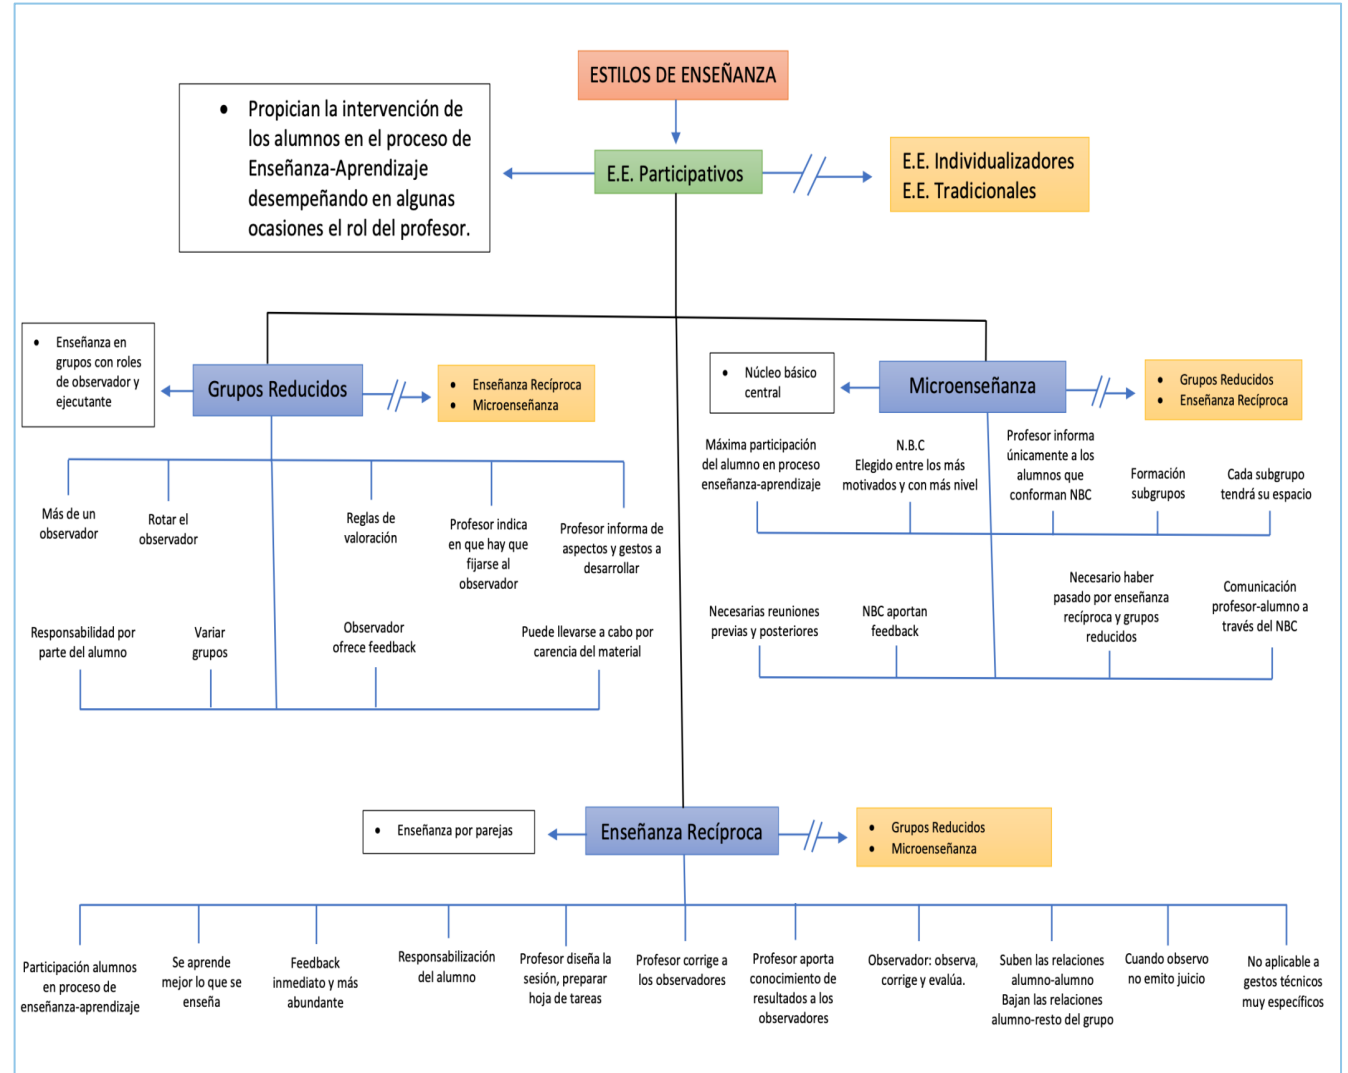 ESTILOS DE ENSEÑANZA
• Propician la intervención de
los alumnos en el proceso de
Enseñanza-Aprendizaje
desempeñando en algunas
ocasiones el rol del profesor.
E.E. Participativos
E.E. Individualizadores
E.E. Tradicionales
• Enseñanza en
grupos con roles
de observador y
ejecutante
Grupos Reducidos
• Enseñanza Recíproca
• Microenseñanza
• Núcleo básico
central
Microenseñanza
• Grupos Reducidos
• Enseñanza Recíproca
Más de un
observador
Rotar el
observador
Reglas de
valoración
Profesor indica
en que hay que
fijarse al
observador
Profesor informa de
aspectos y gestos a
desarrollar
Responsabilidad por
parte del alumno
Variar
grupos
Observador
ofrece feedback
Puede llevarse a cabo por
carencia del material
Máxima participación
del alumno en proceso
enseñanza-aprendizaje
N.B.C
Elegido entre los más
motivados y con más nivel
Profesor informa
únicamente a los
alumnos que
conforman NBC
Formación
subgrupos
Cada subgrupo
tendrá su espacio
Necesarias reuniones
previas y posteriores
NBC aportan
feedback
Necesario haber
pasado por enseñanza
recíproca y grupos
reducidos
Comunicación
profesor-alumno a
través del NBC
• Enseñanza por parejas
Enseñanza Recíproca
• Grupos Reducidos
• Microenseñanza
Participación alumnos
en proceso de
enseñanza-aprendizaje
Se aprende
mejor lo que se
enseña
Feedback
inmediato y más
abundante
Responsabilización
del alumno
Profesor diseña la
sesión, preparar
hoja de tareas
Profesor corrige a
los observadores
Profesor aporta
conocimiento de
resultados a los
observadores
Observador: observa,
corrige y evalúa.
Suben las relaciones
alumno-alumno
Bajan las relaciones
alumno-resto del grupo
Cuando observo
no emito juicio
No aplicable a
gestos técnicos
muy específicos